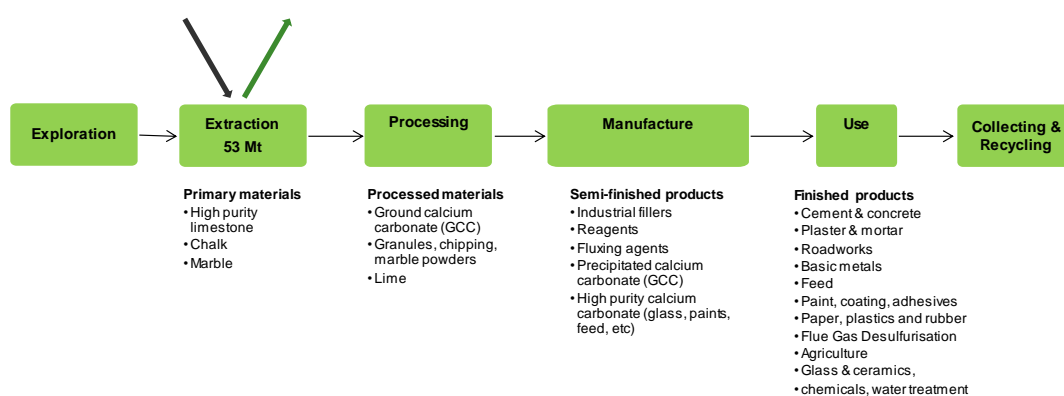 Exploration
Extraction
53 Mt
Processing
Manufacture
Use
Collecting &
Recycling
Primary materials
• High purity
limestone
• Chalk
• Marble
Processed materials
• Ground calcium
carbonate (GCC)
• Granules, chipping,
marble powders
• Lime
Semi-finished products
• Industrial fillers
• Reagents
• Fluxing agents
• Precipitated calcium
carbonate (GCC)
• High purity calcium
carbonate (glass, paints,
feed, etc)
Finished products
• Cement & concrete
• Plaster & mortar
• Roadworks
• Basic metals
• Feed
• Paint, coating, adhesives
• Paper, plastics and rubber
• Flue Gas Desulfurisation
• Agriculture
• Glass & ceramics,
• chemicals, water treatment